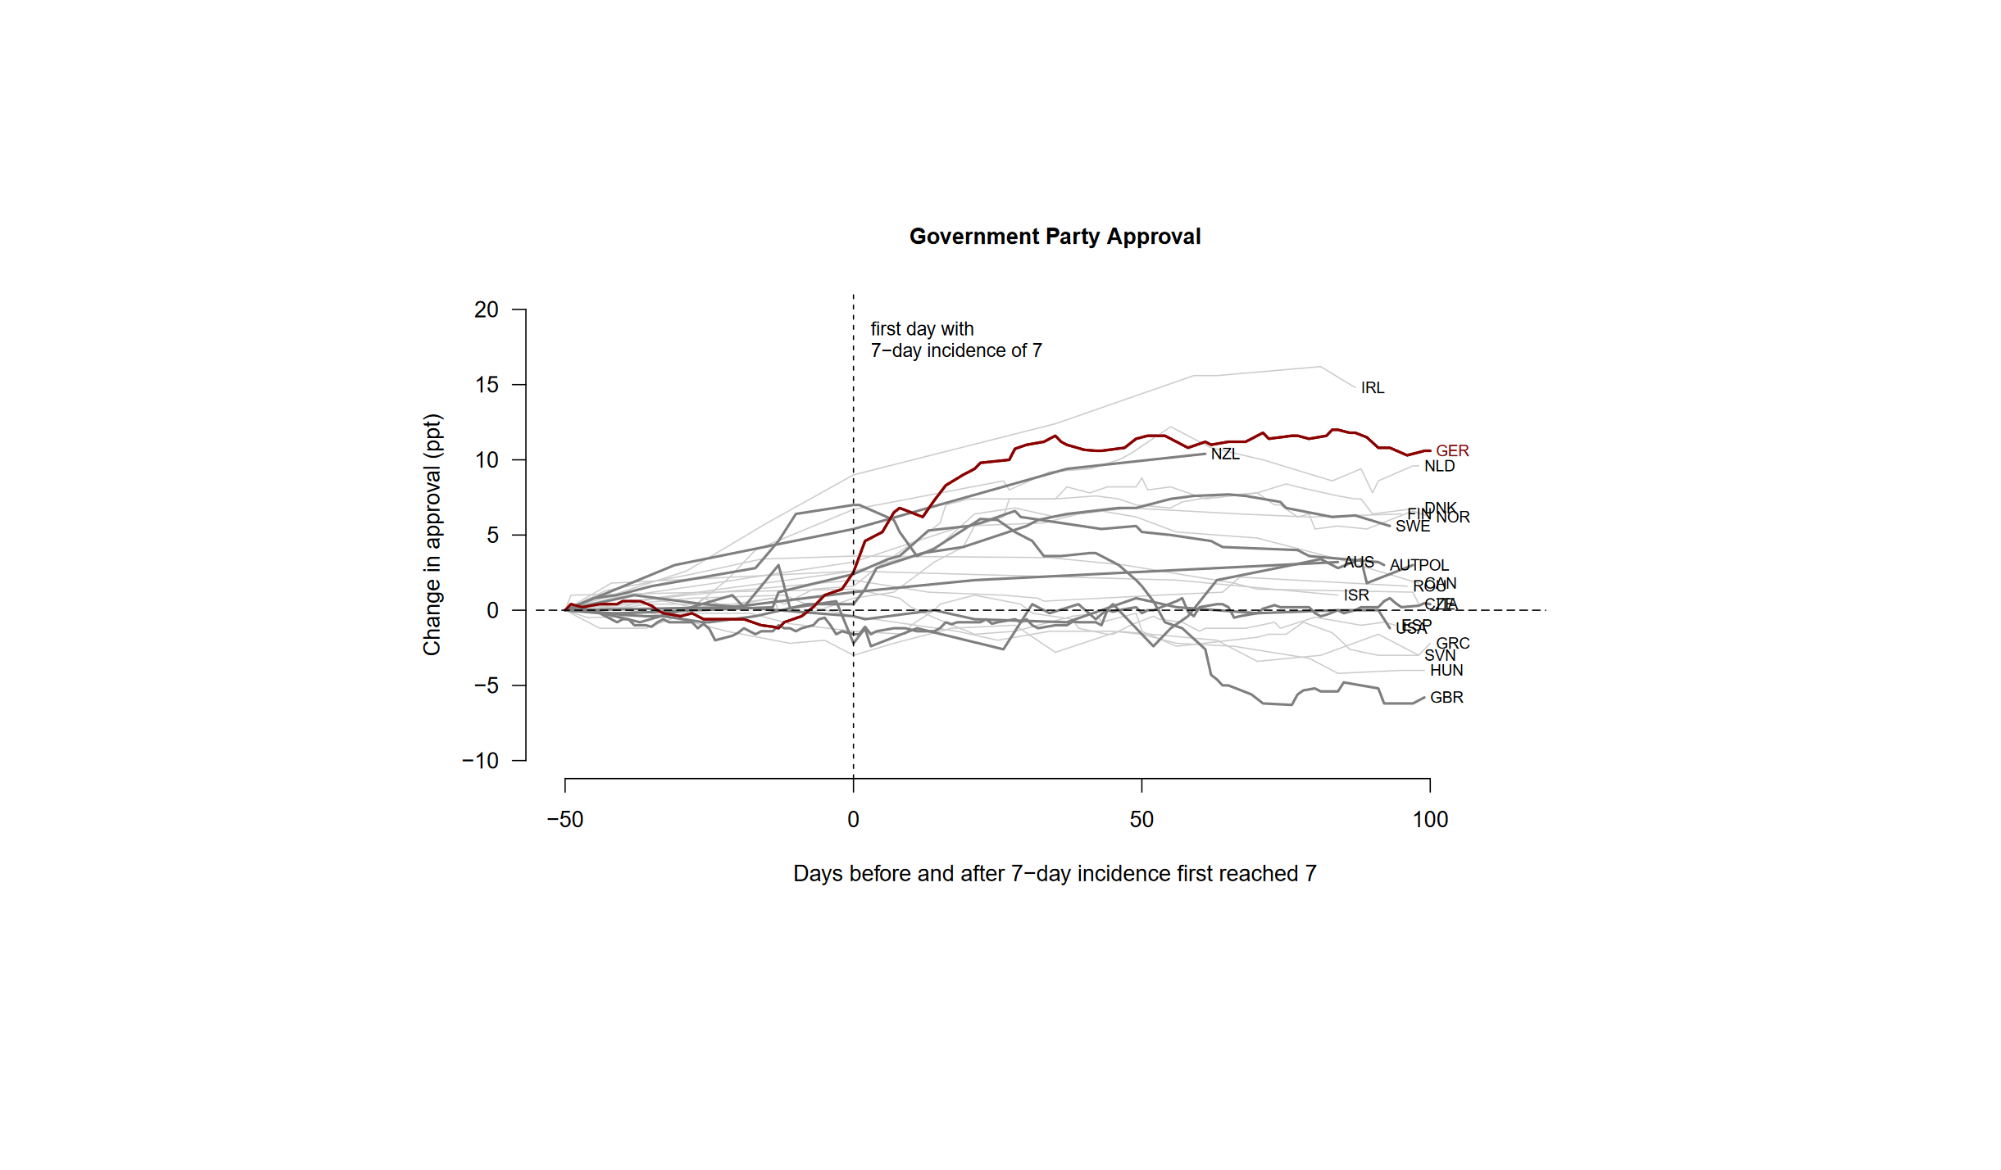 Government Party Approval
20
15
10
5
0
−5
−10
Change in approval (ppt)
first day with
7−day incidence of 7
IRL
GER
NZL
NLD
DNK
FIN
NOR
SWE
AUS
AUT
POL
CAN
ROU
ISR
CZE
ITA
ESP
USA
GRC
SVN
HUN
GBR
−50
0
50
100
Days before and after 7−day incidence first reached 7